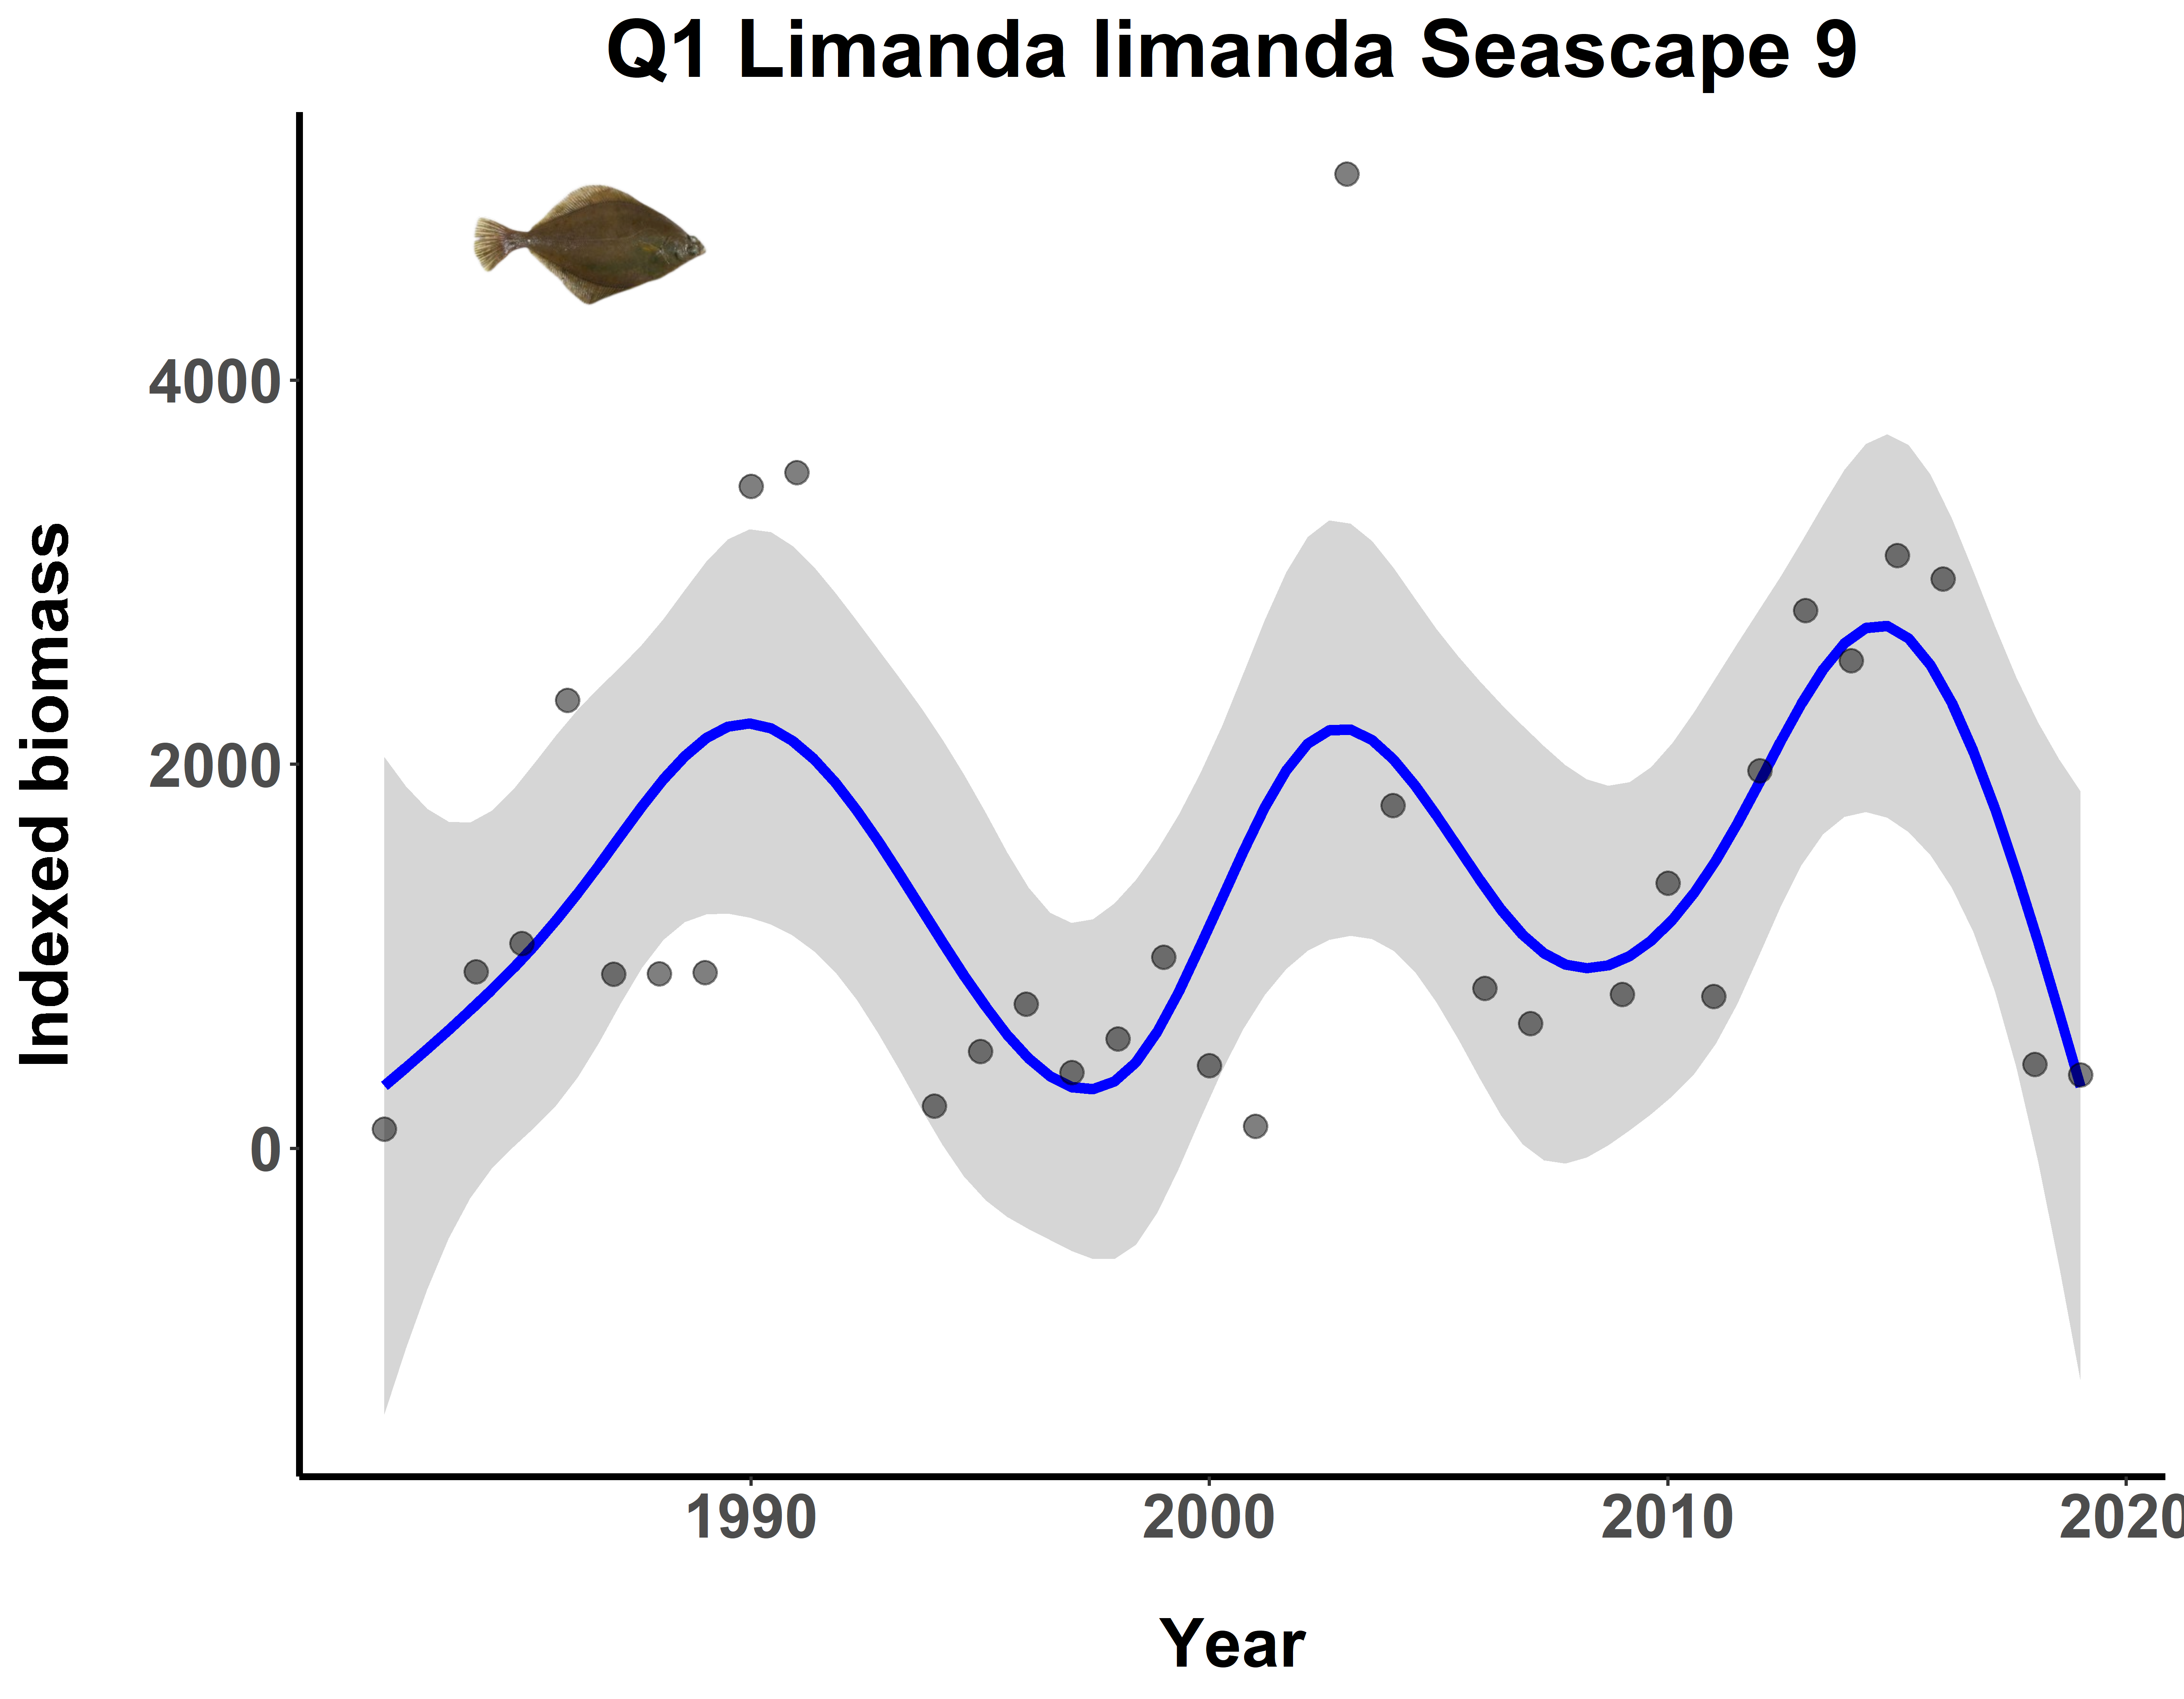 Q1 Limanda limanda Seascape 9
4000
2000
0
Indexed biomass
1990 2000 2010 2020
Year